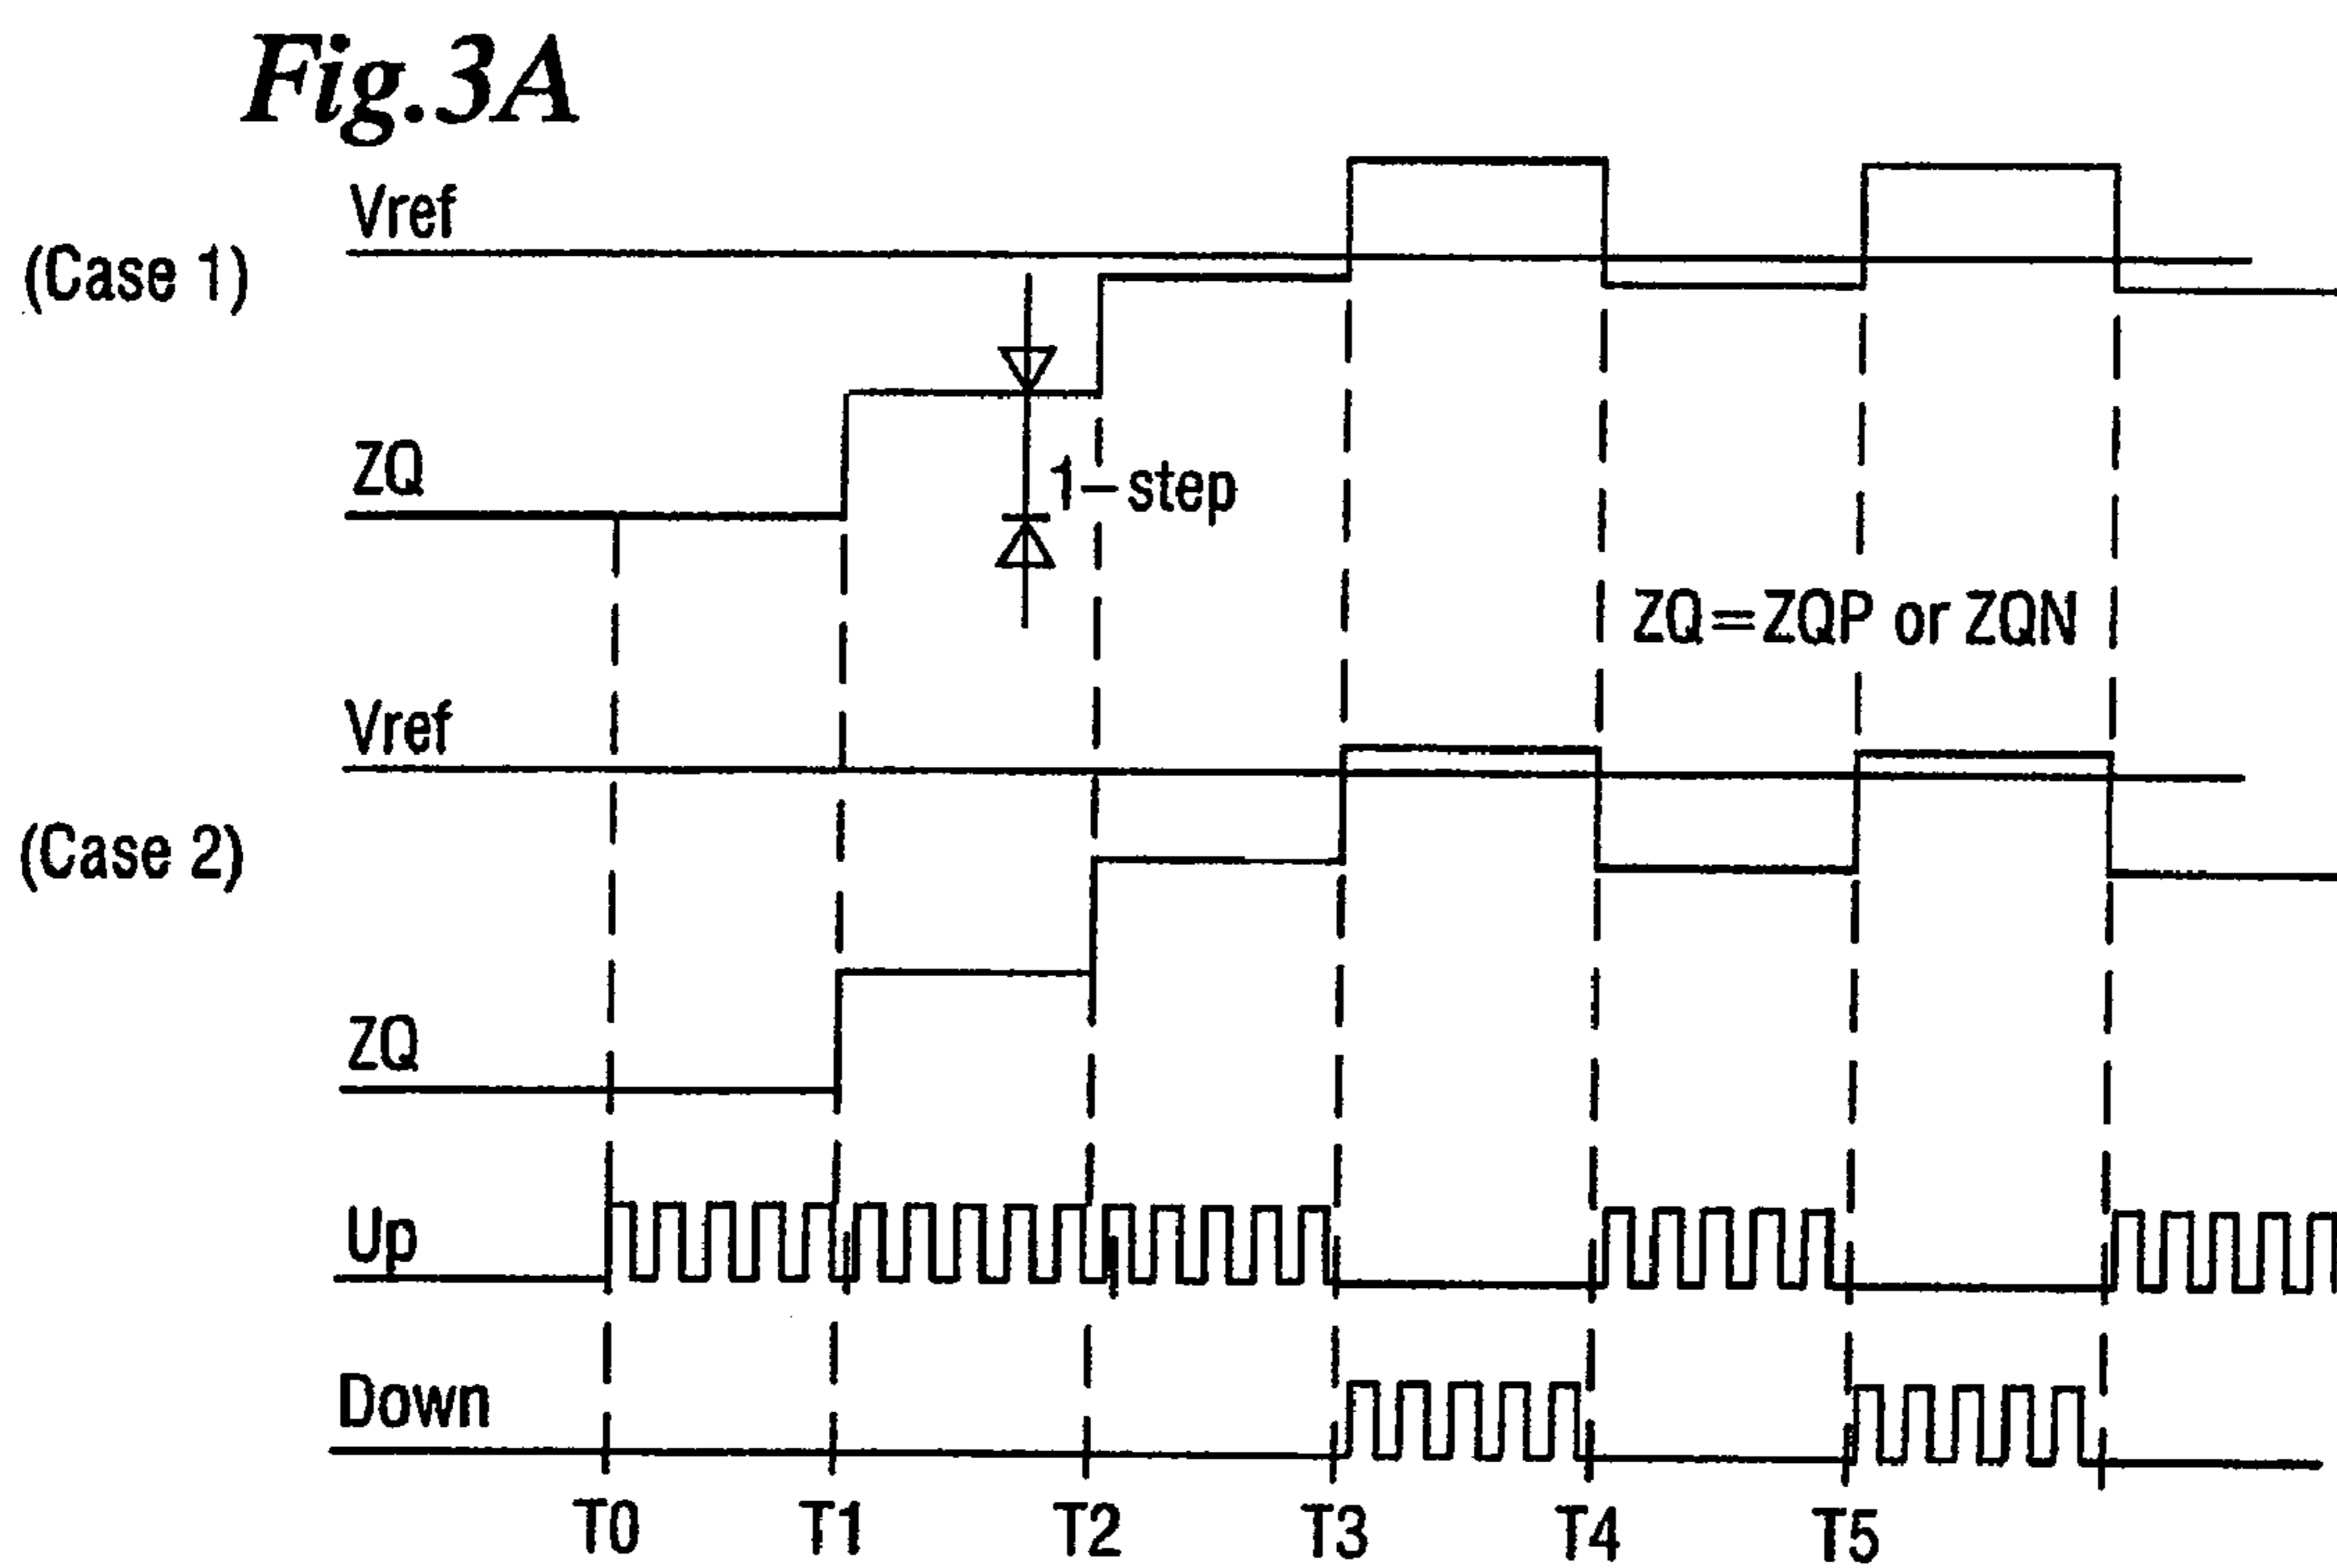 Fig.3A
Vref
(Case 1)
ZQ
1-step
ZQ=ZQP or ZQN
Vref
(Case 2)
ZQ
Up
Down
T0 T1 T2 T3 T4 T5